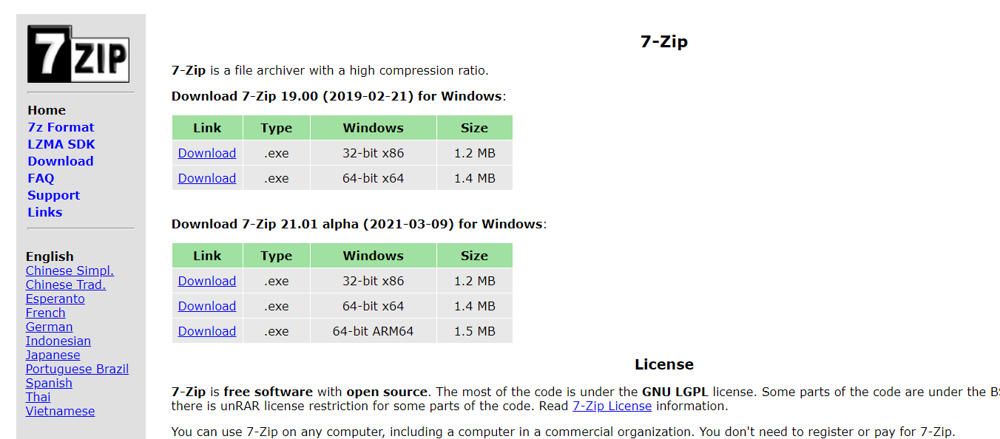 7ZIP
Home
7z Format
LZMA SDK
Download
FAQ
Support
Links
English
Chinese Simpl.
Chinese Trad.
Esperanto
French
German
Indonesian
Japanese
Portuguese Brazil
Spanish
Thai
Vietnamese
7-Zip
7-Zip is a file archiver with a high compression ratio.
Download 7-Zip 19.00 (2019-02-21) for Windows:
Link Type Windows Size
Download .exe 32-bit x86 1.2 MB
Download .exe 64-bit x64 1.4 MB
Download 7-Zip 21.01 alpha (2021-03-09) for Windows:
Link Type Windows Size
Download .exe 32-bit x86 1.2 MB
Download .exe 64-bit x64 1.4 MB
Download .exe 64-bit ARM64 1.5 MB
License
7-Zip is free software with open source. The most of the code is under the GNU LGPL license. Some parts of the code are under the
there is unRAR license restriction for some parts of the code. Read 7-Zip License information.
You can use 7-Zip on any computer, including a computer in a commercial organization. You don't need to register or pay for 7-Zip.